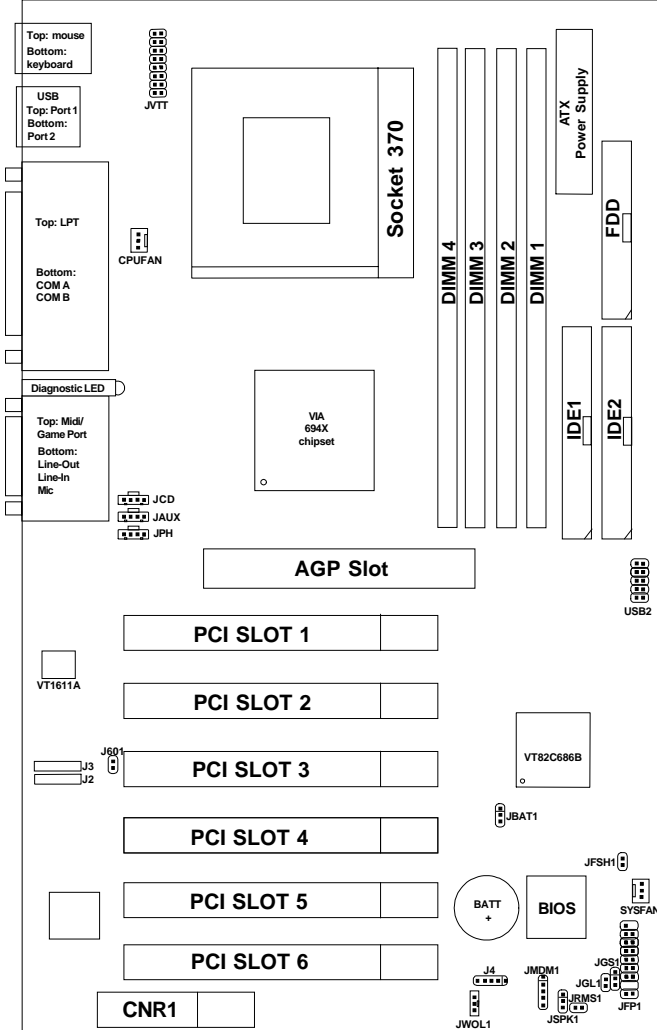 Top: mouse
Bottom:
keyboard
USB
Top: Port 1
Bottom:
Port 2
JVTT
Socket 370
ATX
Power Supply
FDD
Top: LPT
Bottom:
COM A
COM B
CPUFAN
DIMM 4
DIMM 3
DIMM 2
DIMM 1
Diagnostic LED
Top: Midi/
Game Port
Bottom:
Line-Out
Line-In
Mic
VIA
694X
chipset
IDE1
IDE2
JCD
JAUX
JPH
AGP Slot
USB2
PCI SLOT 1
VT1611A
PCI SLOT 2
VT82C686B
J601
J3
J2
PCI SLOT 3
JBAT1
PCI SLOT 4
JFSH1
PCI SLOT 5
BATT
+
BIOS
SYSFAN
PCI SLOT 6
J4
JMDM1
JGS1
JGL1
JRMS1
JFP1
CNR1
JWOL1
JSPK1